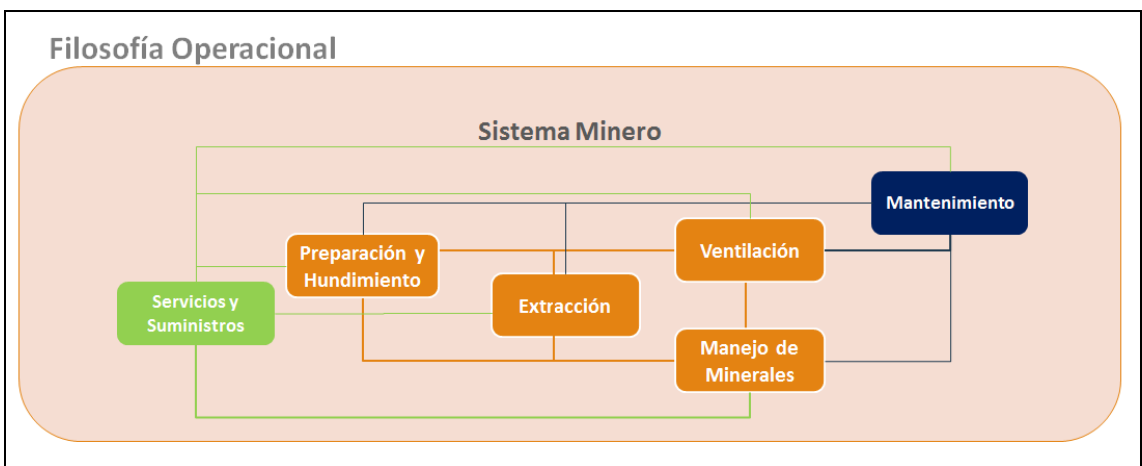 Filosofía Operacional
Sistema Minero
Mantenimiento
Preparación y
Hundimiento
Ventilación
Servicios y
Suministros
Extracción
Manejo de
Minerales